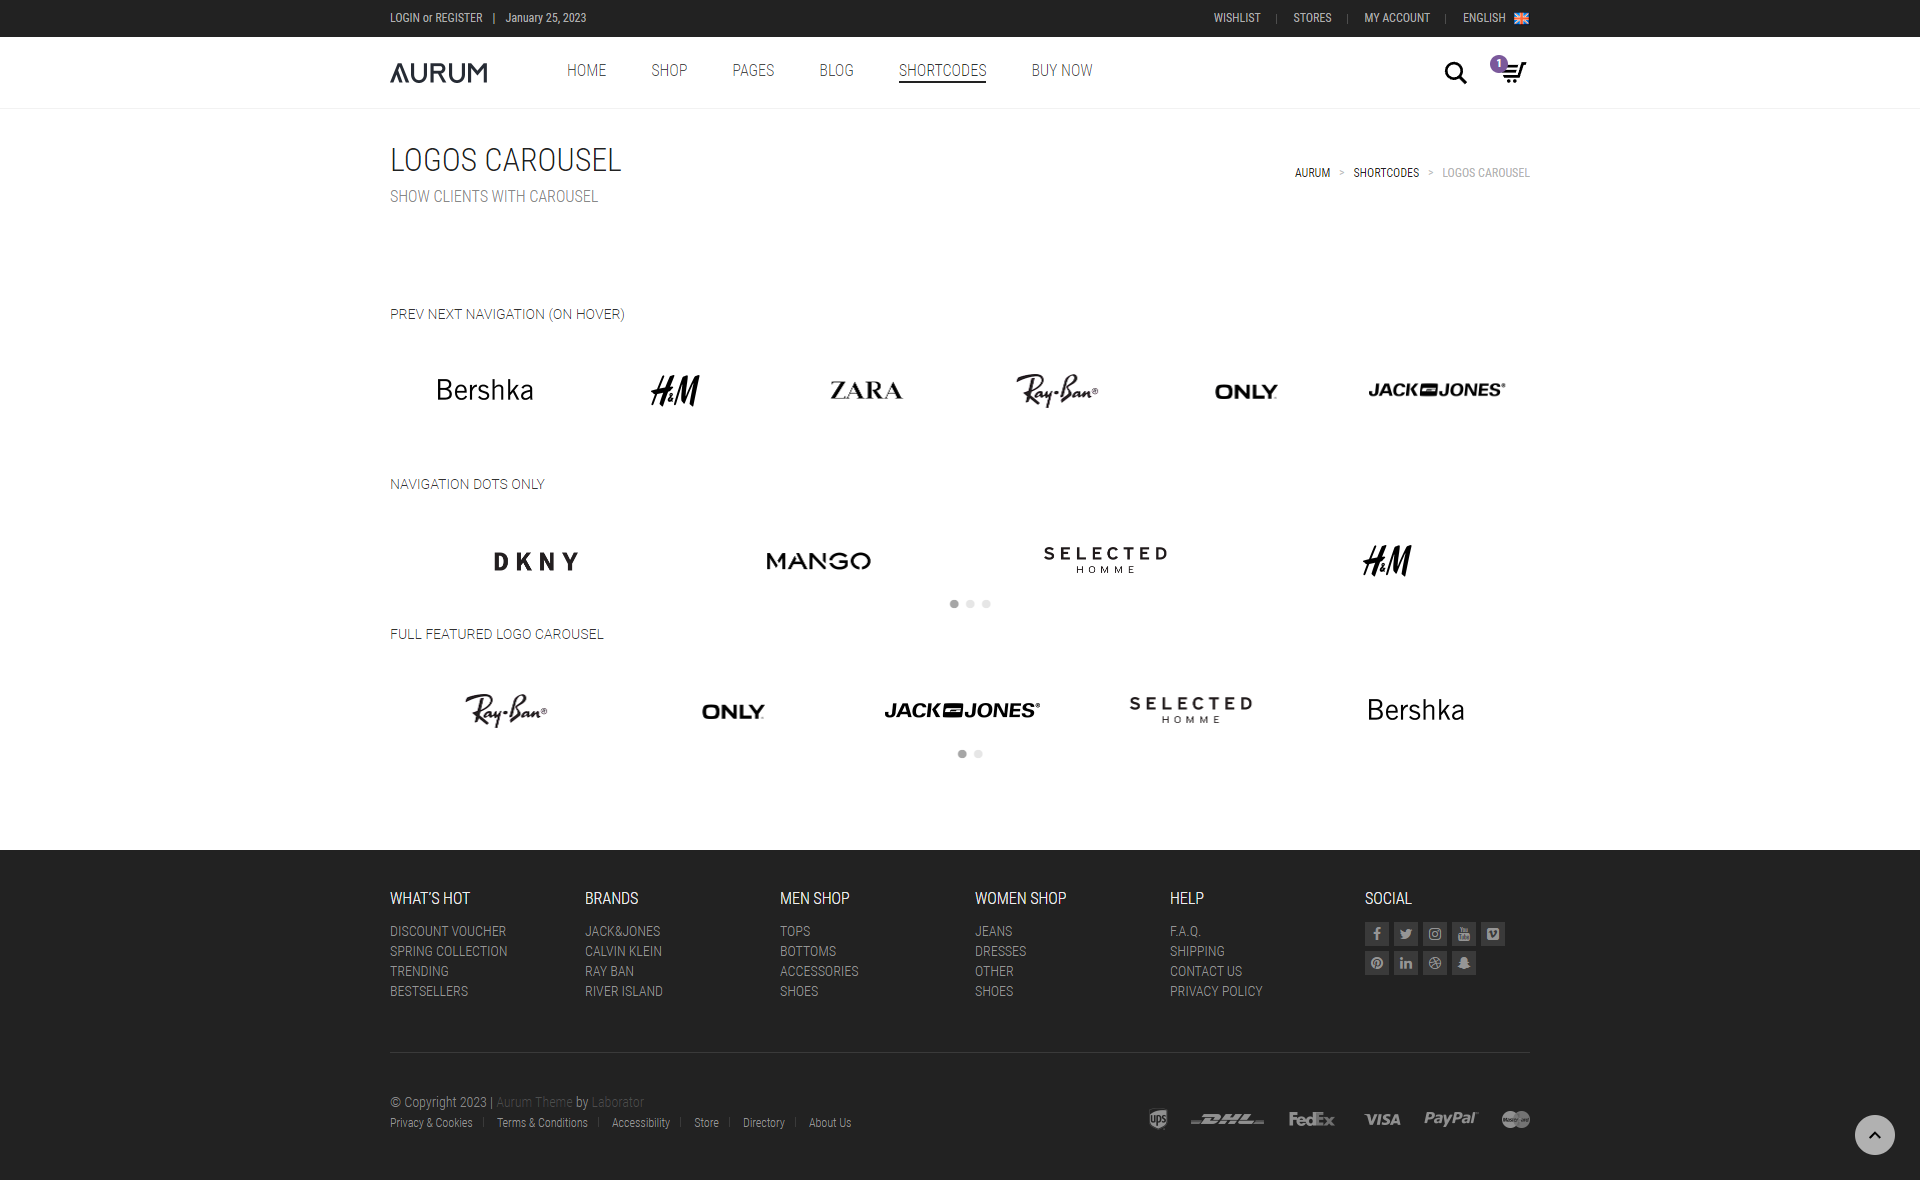 LOGIN or REGISTER | January 25, 2023
WISHLIST | STORES | MY ACCOUNT | ENGLISH
AURUM
HOME SHOP PAGES BLOG SHORTCODES BUY NOW
1
LOGOS CAROUSEL
SHOW CLIENTS WITH CAROUSEL
AURUM > SHORTCODES > LOGOS CAROUSEL
PREV NEXT NAVIGATION (ON HOVER)
Bershka H&M ZARA Ray-Ban® ONLY JACK JONES®
NAVIGATION DOTS ONLY
DKNY MANGO SELECTED HOMME H&M
FULL FEATURED LOGO CAROUSEL
Ray-Ban® ONLY JACK JONES® SELECTED HOMME Bershka
WHAT'S HOT
DISCOUNT VOUCHER
SPRING COLLECTION
TRENDING
BESTSELLERS
BRANDS
JACK&JONES
CALVIN KLEIN
RAY BAN
RIVER ISLAND
MEN SHOP
TOPS
BOTTOMS
ACCESSORIES
SHOES
WOMEN SHOP
JEANS
DRESSES
OTHER
SHOES
HELP
F.A.Q.
SHIPPING
CONTACT US
PRIVACY POLICY
SOCIAL
© Copyright 2023 | Aurum Theme by Laborator
Privacy & Cookies | Terms & Conditions | Accessibility | Store | Directory | About Us
ups DHL FedEx VISA PayPal MasterCard